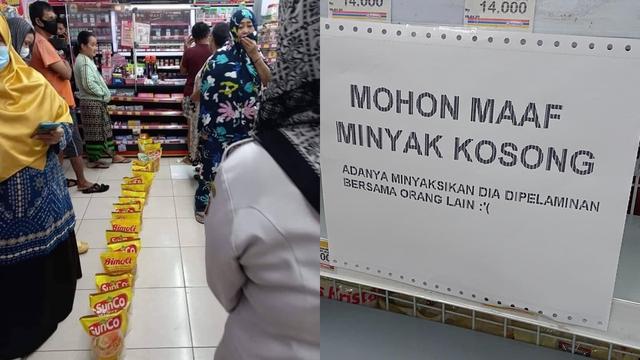 SunCo
Bimoli
Bimoli
SunCo
SunCo
14.000
14.000
MOHON MAAF
MINYAK KOSONG
ADANYA MINYAKSIKAN DIA DIPELAMINAN
BERSAMA ORANG LAIN :'(